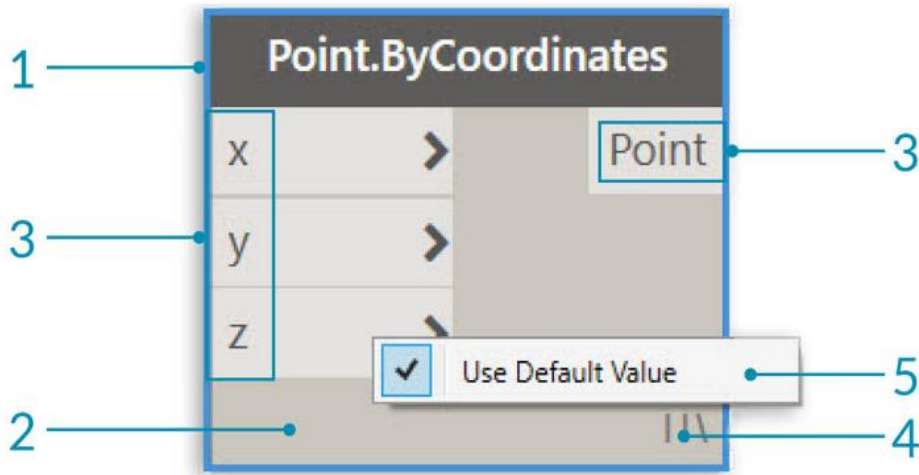 Point.ByCoordinates
1
x
Point
3
3
y
z
Use Default Value
5
2
4